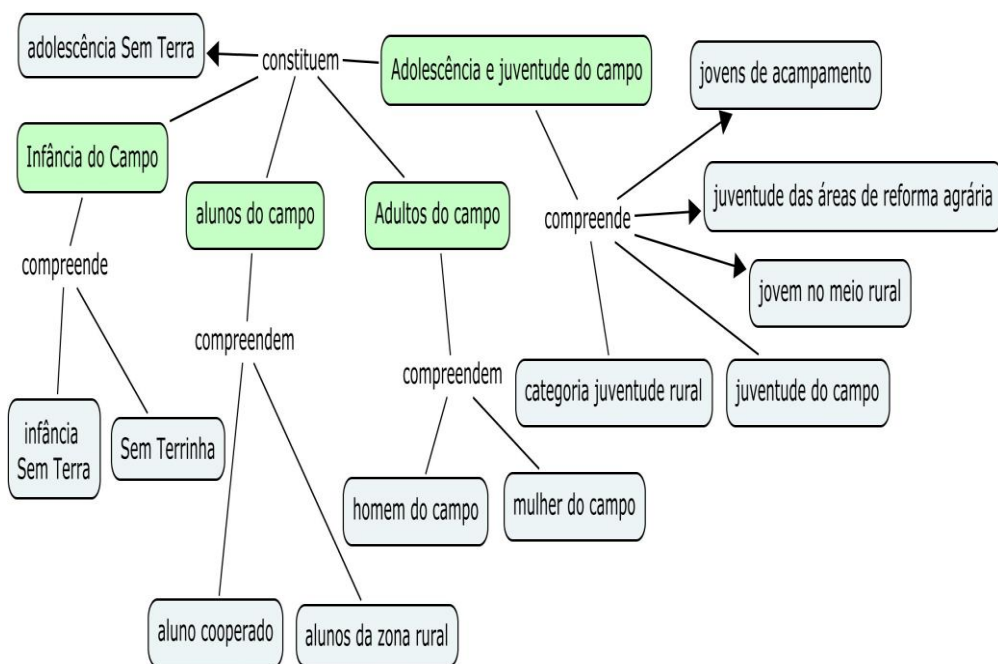 adolescência Sem Terra
constituem
Adolescência e juventude do campo
jovens de acampamento
Infância do Campo
alunos do campo
Adultos do campo
compreende
juventude das áreas de reforma agrária
compreende
jovem no meio rural
compreendem
compreendem
categoria juventude rural
juventude do campo
infância
Sem Terra
Sem Terrinha
homem do campo
mulher do campo
aluno cooperado
alunos da zona rural